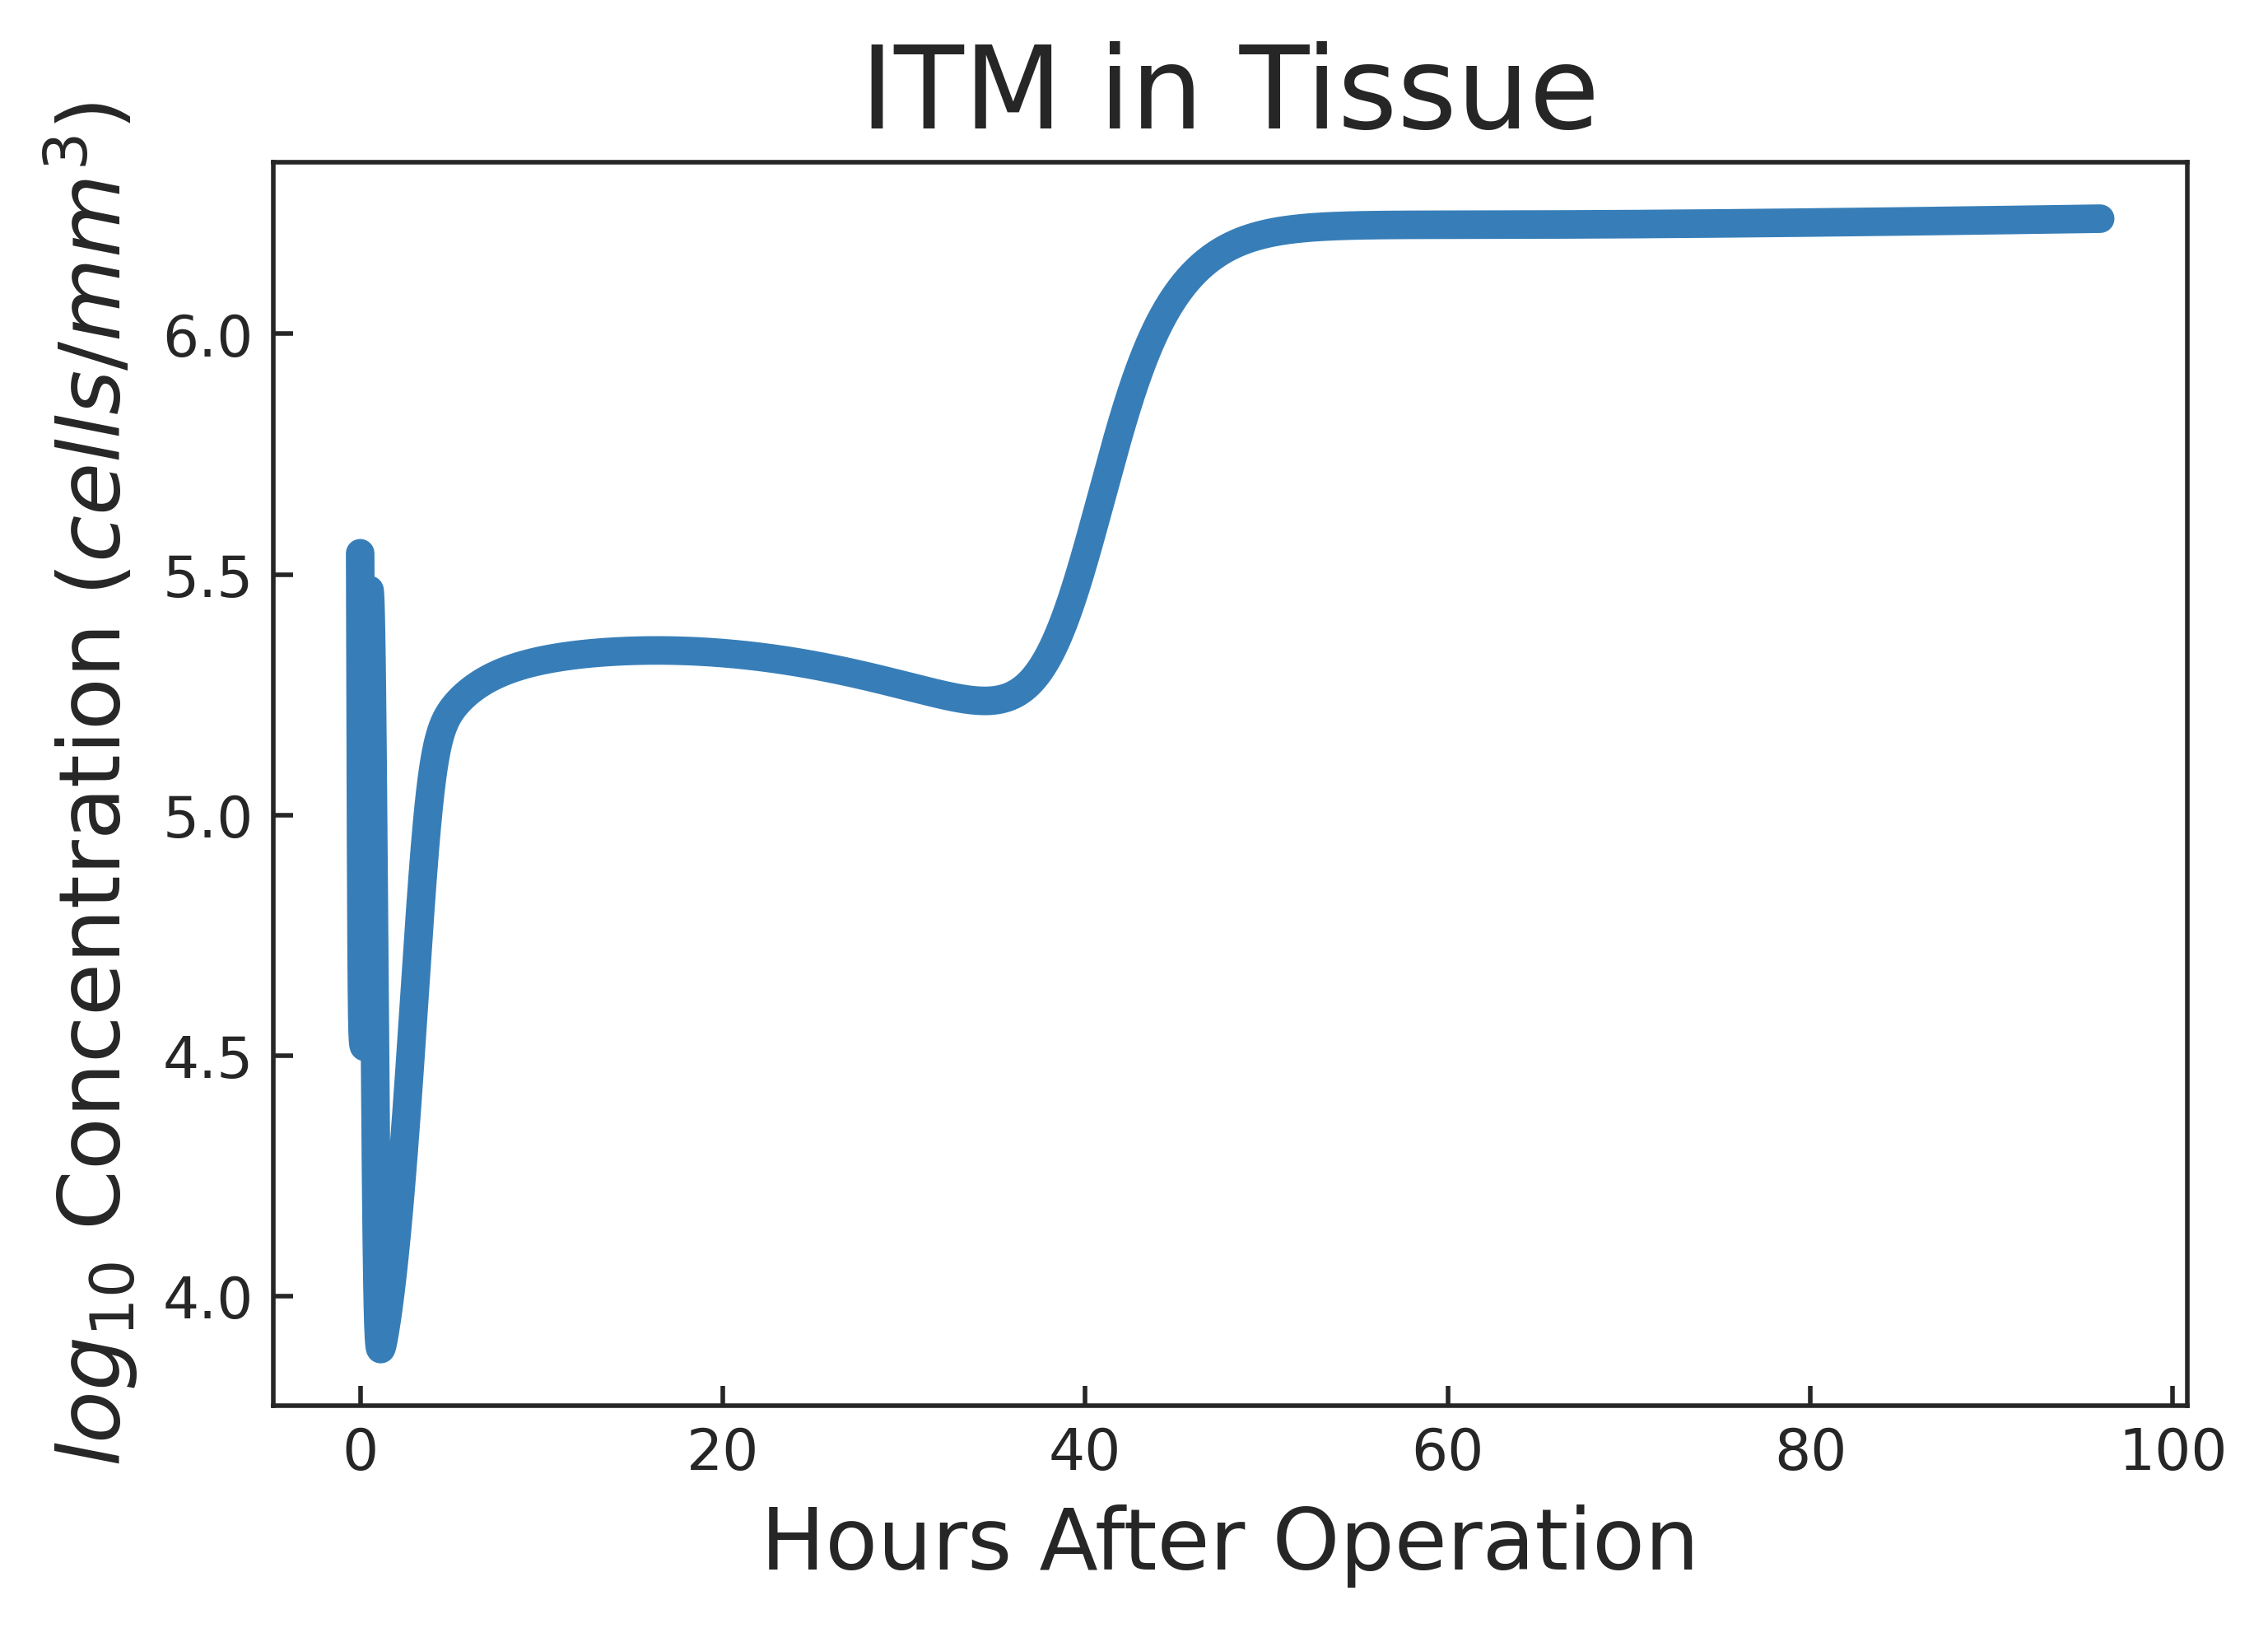 ITM in Tissue
log₁₀ Concentration (cells/mm³)
6.0
5.5
5.0
4.5
4.0
0 20 40 60 80 100
Hours After Operation